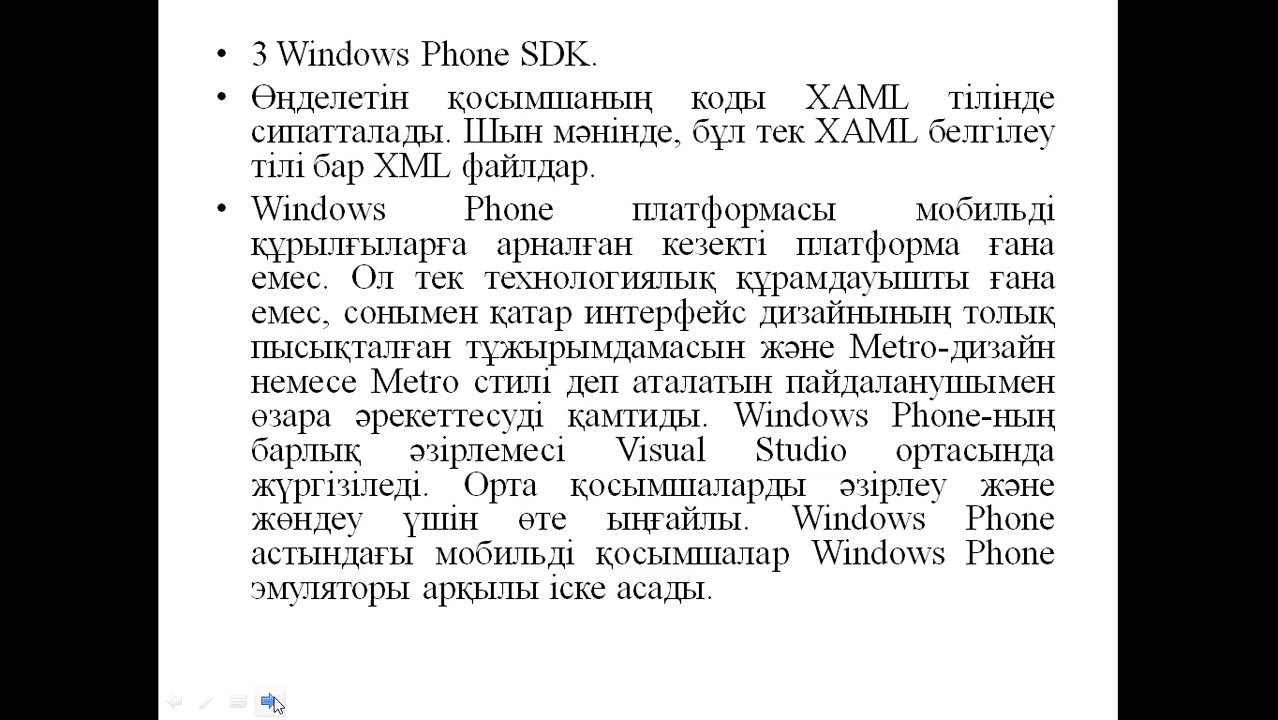 • 3 Windows Phone SDK.
• Өңделетін қосымшаның коды XAML тілінде
сипатталады. Шын мәнінде, бұл тек XAML белгілеу
тілі бар XML файлдар.
• Windows Phone платформасы мобильді
құрылғыларға арналған кезекті платформа ғана
емес. Ол тек технологиялық құрамдауышты ғана
емес, сонымен қатар интерфейс дизайнының толық
пысықталған тұжырымдамасын және Metro-дизайн
немесе Metro стилі деп аталатын пайдаланушымен
өзара әрекеттесуді қамтиды. Windows Phone-ның
барлық әзірлемесі Visual Studio ортасында
жүргізіледі. Орта қосымшаларды әзірлеу және
жөндеу үшін өте ыңғайлы. Windows Phone
астындағы мобильді қосымшалар Windows Phone
эмуляторы арқылы іске асады.